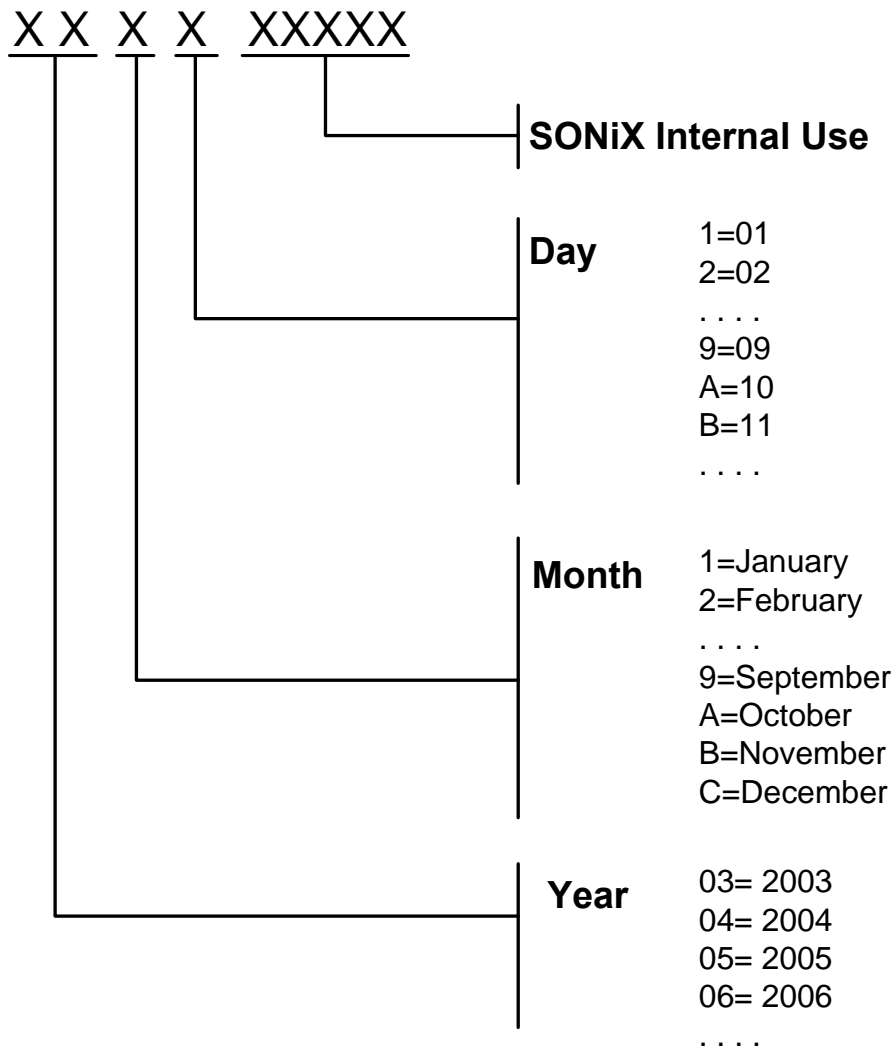 X X X X XXXXX
SONiX Internal Use
Day
1=01
2=02
. . . .
9=09
A=10
B=11
. . . .
Month
1=January
2=February
. . . .
9=September
A=October
B=November
C=December
Year
03= 2003
04= 2004
05= 2005
06= 2006
. . . .